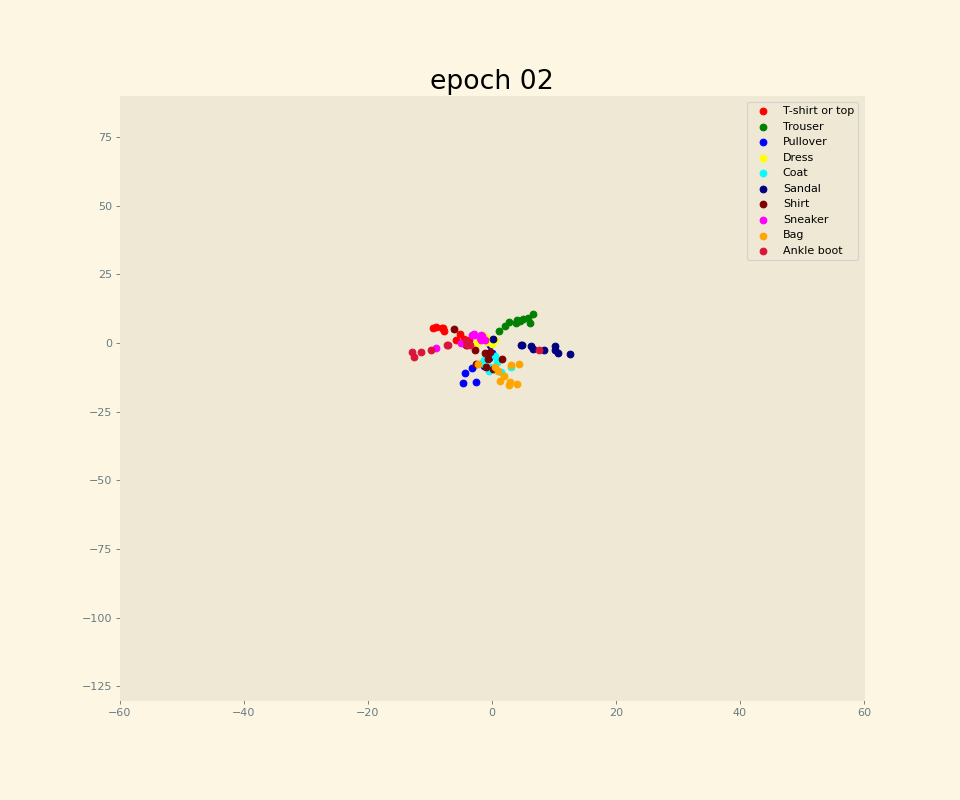 epoch 02
75
50
25
0
−25
−50
−75
−100
−125
−60
−40
−20
0
20
40
60
T-shirt or top
Trouser
Pullover
Dress
Coat
Sandal
Shirt
Sneaker
Bag
Ankle boot